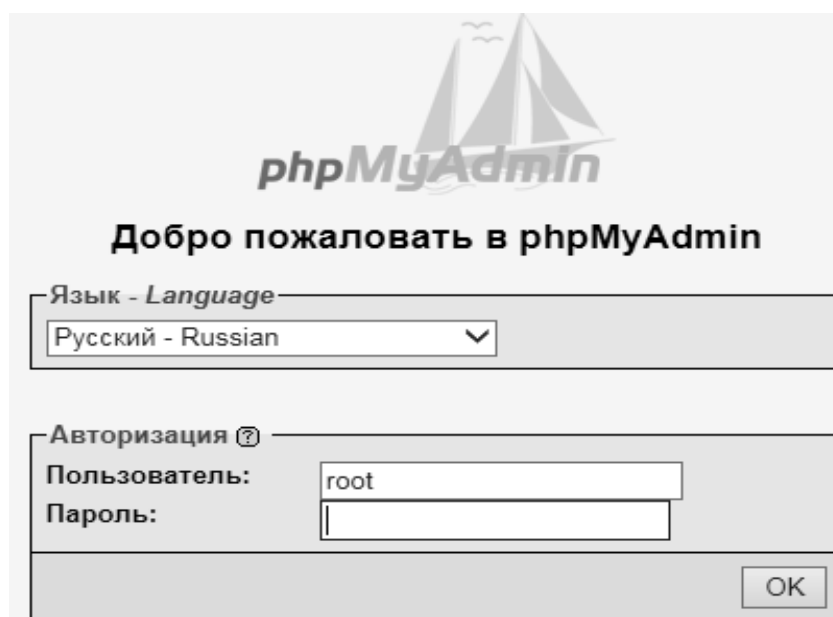 phpMyAdmin
Добро пожаловать в phpMyAdmin
Язык - Language
Русский - Russian
Авторизация ?
Пользователь: root
Пароль:
OK